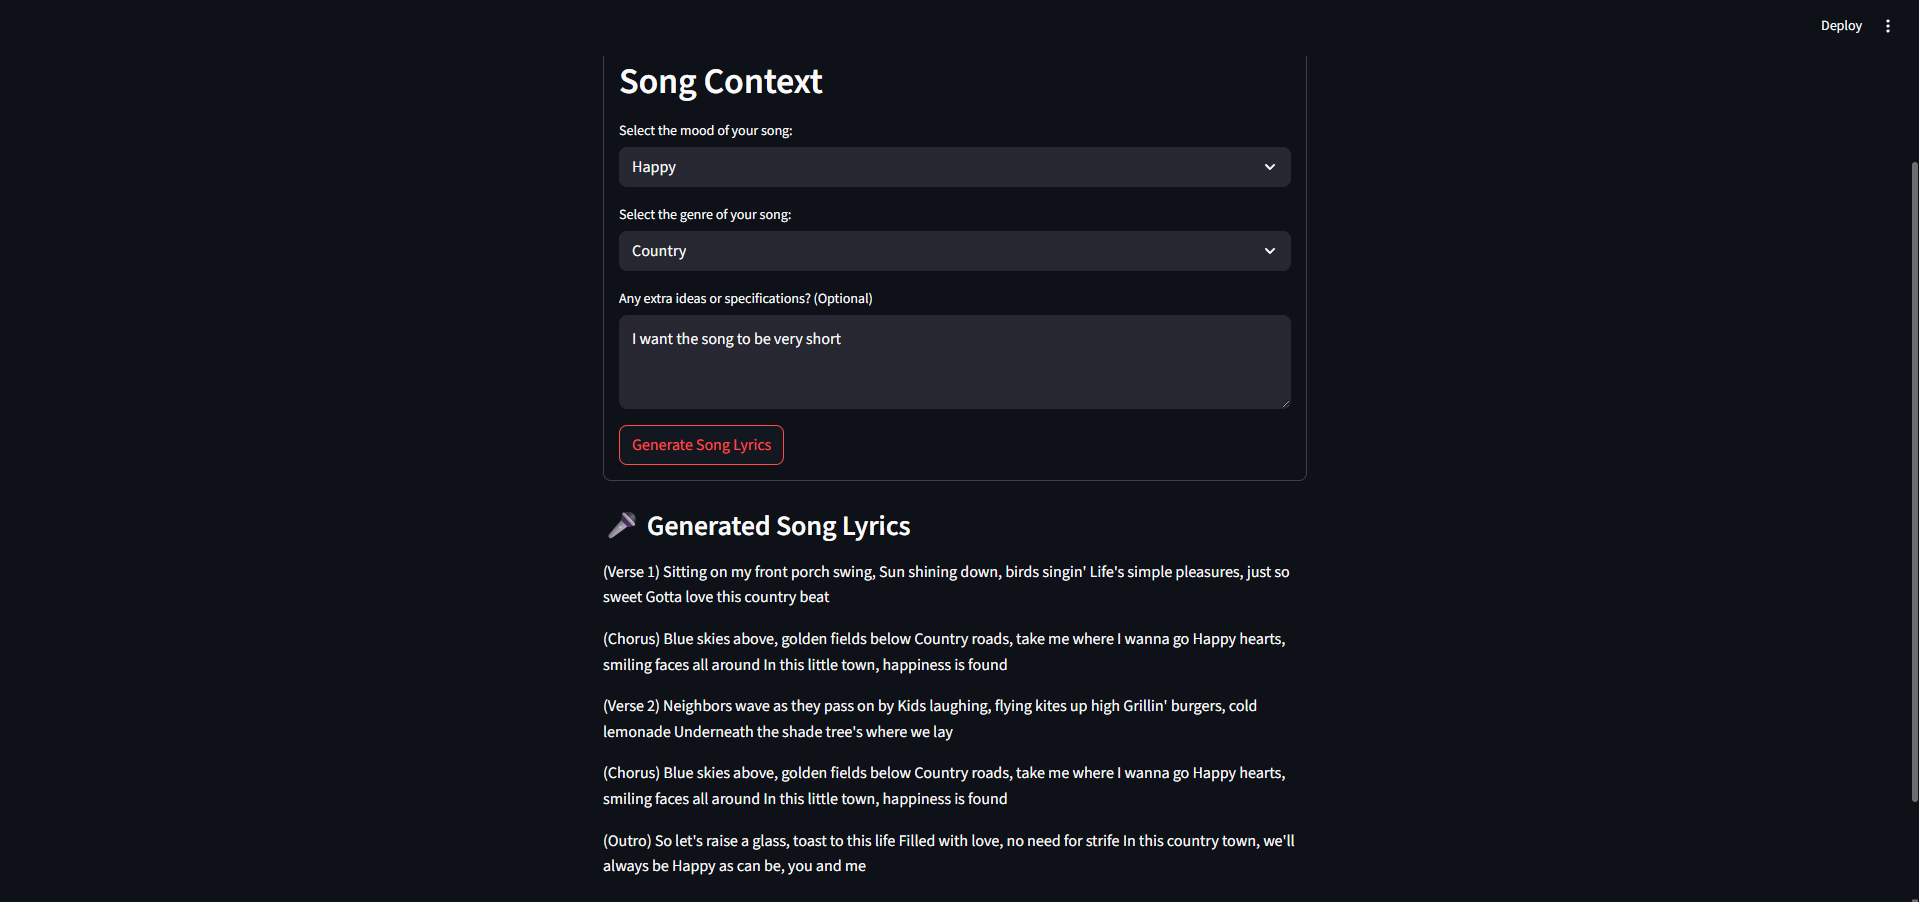 Deploy
Song Context
Select the mood of your song:
Happy
Select the genre of your song:
Country
Any extra ideas or specifications? (Optional)
I want the song to be very short
Generate Song Lyrics
Generated Song Lyrics
(Verse 1) Sitting on my front porch swing, Sun shining down, birds singin' Life's simple pleasures, just so
sweet Gotta love this country beat
(Chorus) Blue skies above, golden fields below Country roads, take me where I wanna go Happy hearts,
smiling faces all around In this little town, happiness is found
(Verse 2) Neighbors wave as they pass on by Kids laughing, flying kites up high Grillin' burgers, cold
lemonade Underneath the shade tree's where we lay
(Chorus) Blue skies above, golden fields below Country roads, take me where I wanna go Happy hearts,
smiling faces all around In this little town, happiness is found
(Outro) So let's raise a glass, toast to this life Filled with love, no need for strife In this country town, we'll
always be Happy as can be, you and me